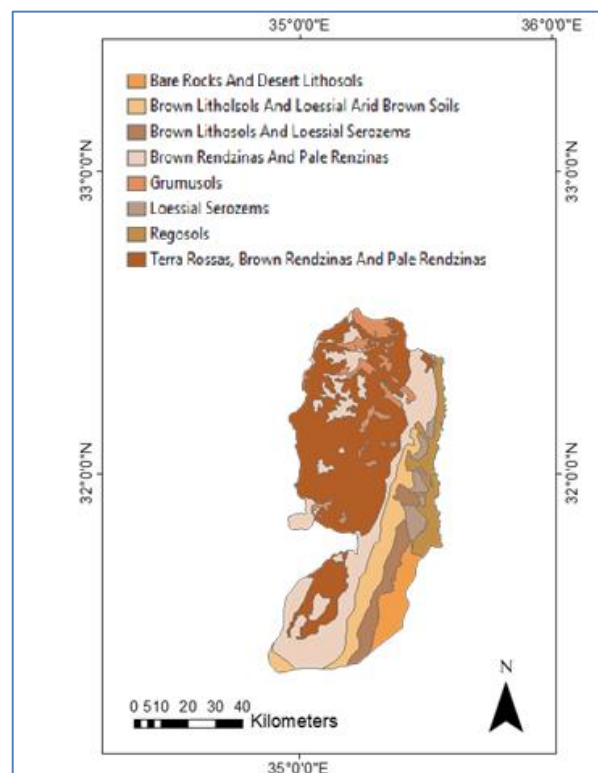 35°0'0"E
36°0'0"E
Bare Rocks And Desert Lithosols
Brown Litholsols And Loessial Arid Brown Soils
Brown Lithosols And Loessial Serozems
Brown Rendzinas And Pale Renzinas
Grumusols
Loessial Serozems
Regosols
Terra Rossas, Brown Rendzinas And Pale Rendzinas
33°0'0"N
33°0'0"N
32°0'0"N
32°0'0"N
N
0 5 10 20 30 40
Kilometers
35°0'0"E